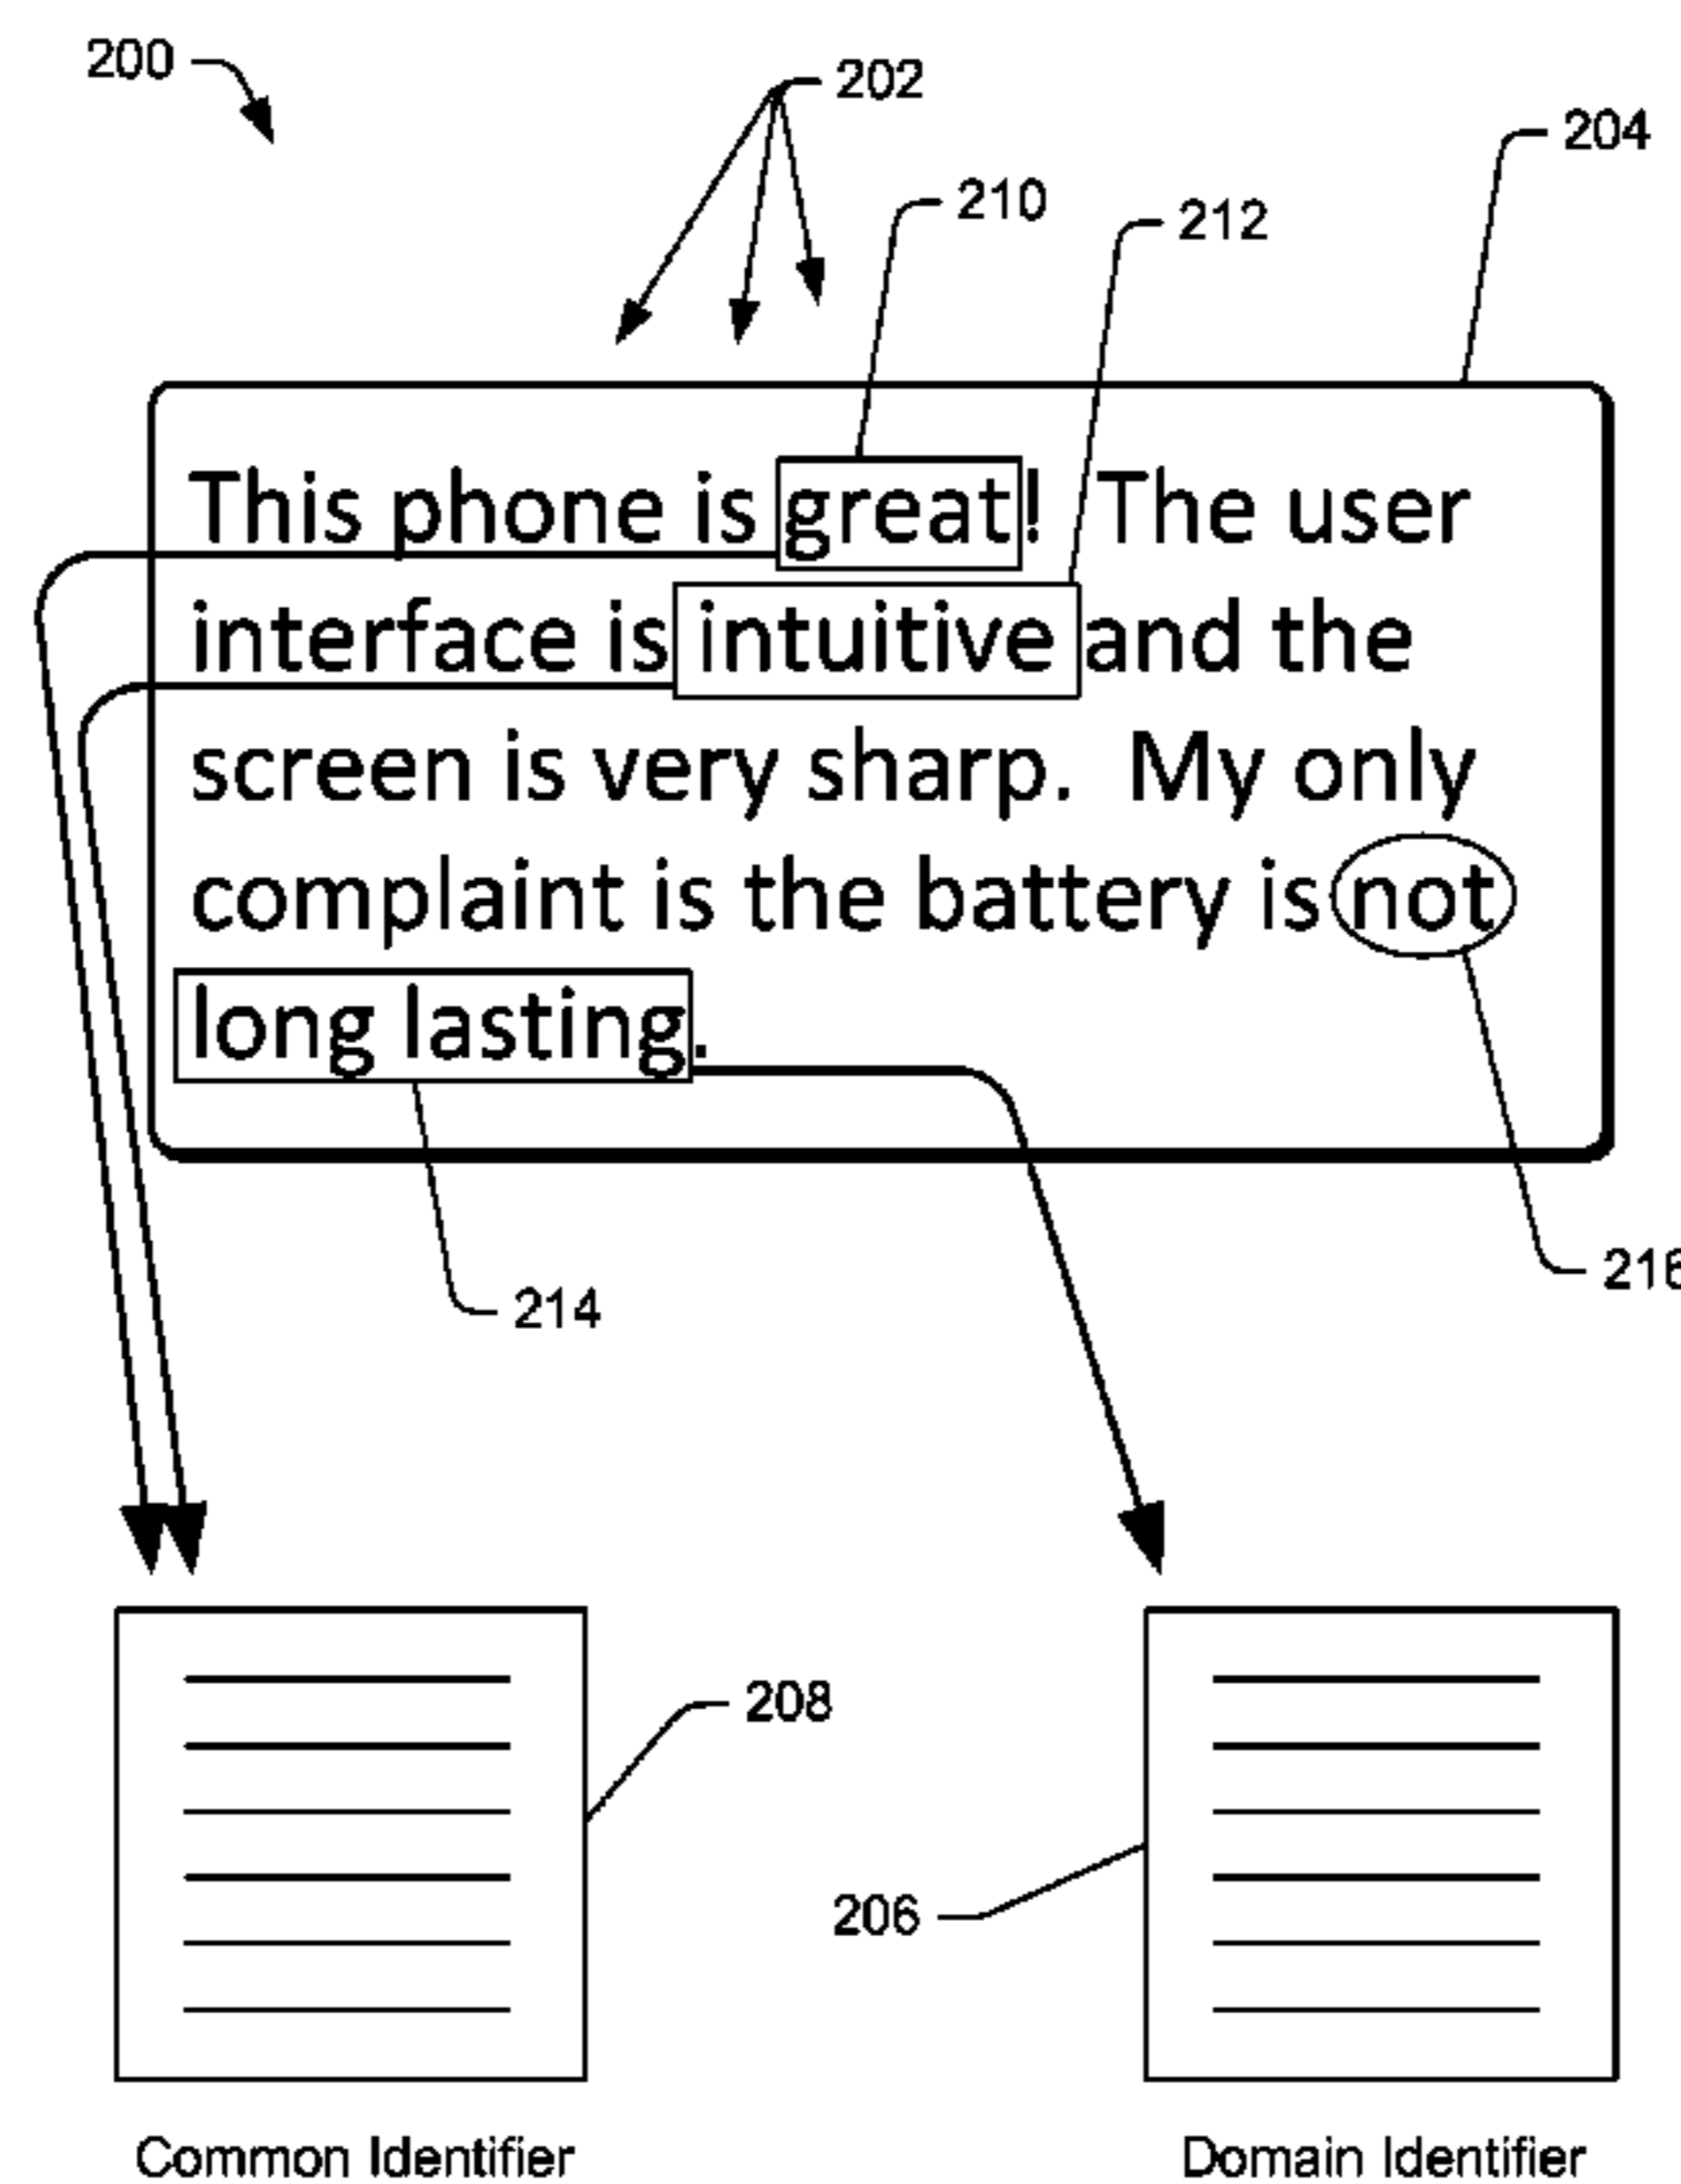 200
202
204
210
212
This phone is great! The user
interface is intuitive and the
screen is very sharp. My only
complaint is the battery is not
long lasting.
214
208
206
Common Identifier
Domain Identifier